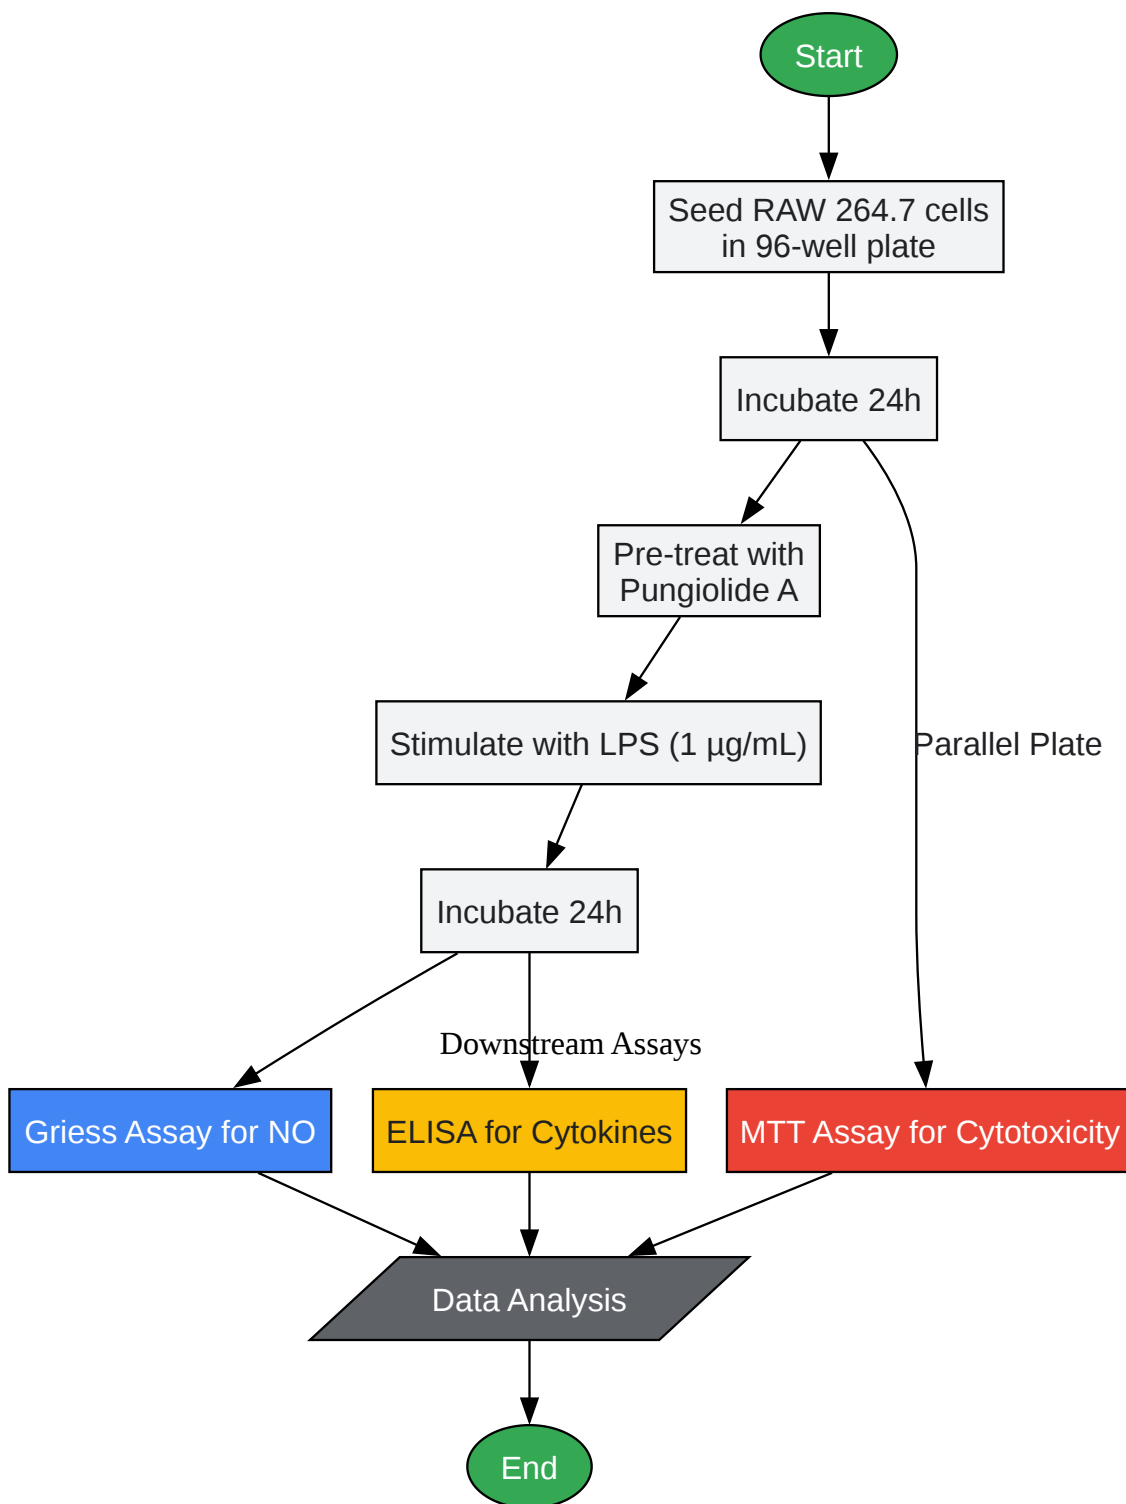 Start
Seed RAW 264.7 cells
in 96-well plate
Incubate 24h
Pre-treat with
Pungiolide A
Stimulate with LPS (1 µg/mL)
Parallel Plate
Incubate 24h
Downstream Assays
Griess Assay for NO
ELISA for Cytokines
MTT Assay for Cytotoxicity
Data Analysis
End